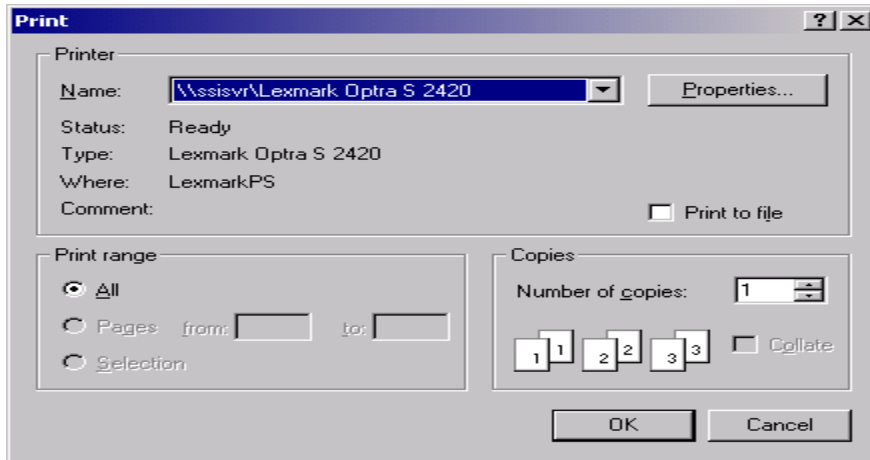 Print
Printer
Name: \\ssisvr\Lexmark Optra S 2420 Properties...
Status: Ready
Type: Lexmark Optra S 2420
Where: LexmarkPS
Comment:
Print to file
Print range
All
Pages from: to:
Selection
Copies
Number of copies: 1
1 1 2 2 3 3 Collate
OK Cancel